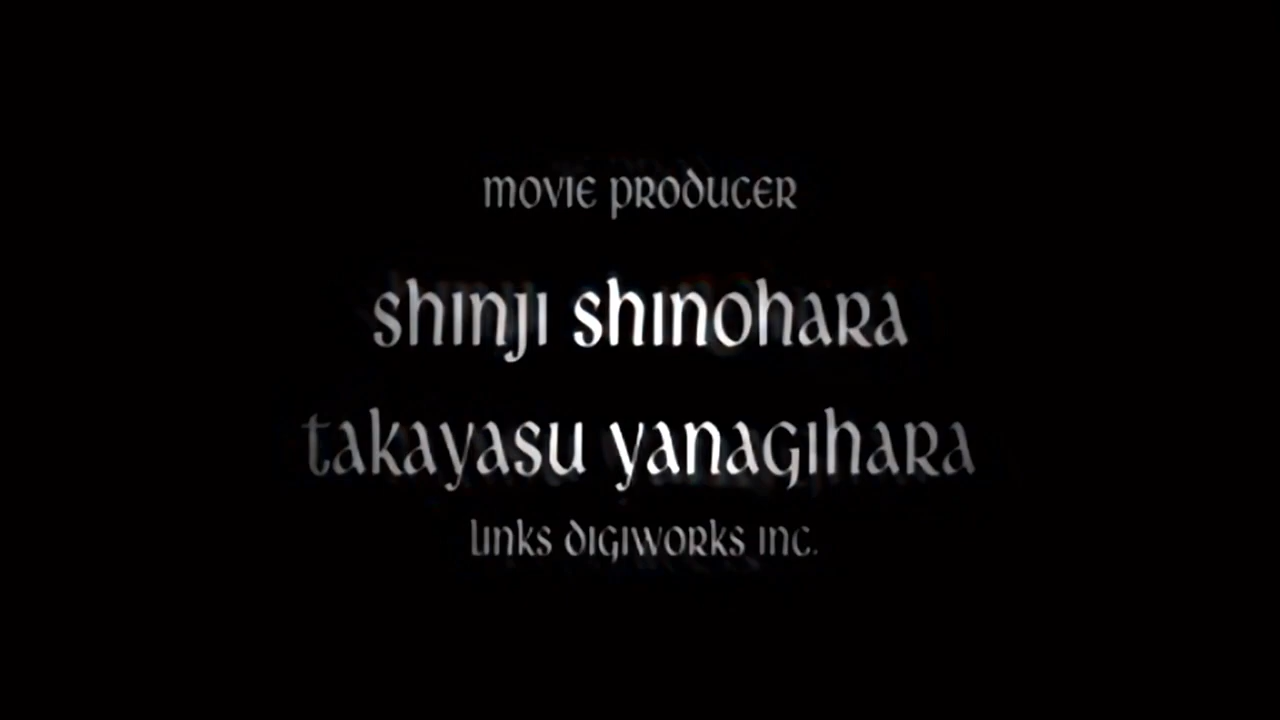 movie producer
shinji shinohara
takayasu yanagihara
links digiworks inc.